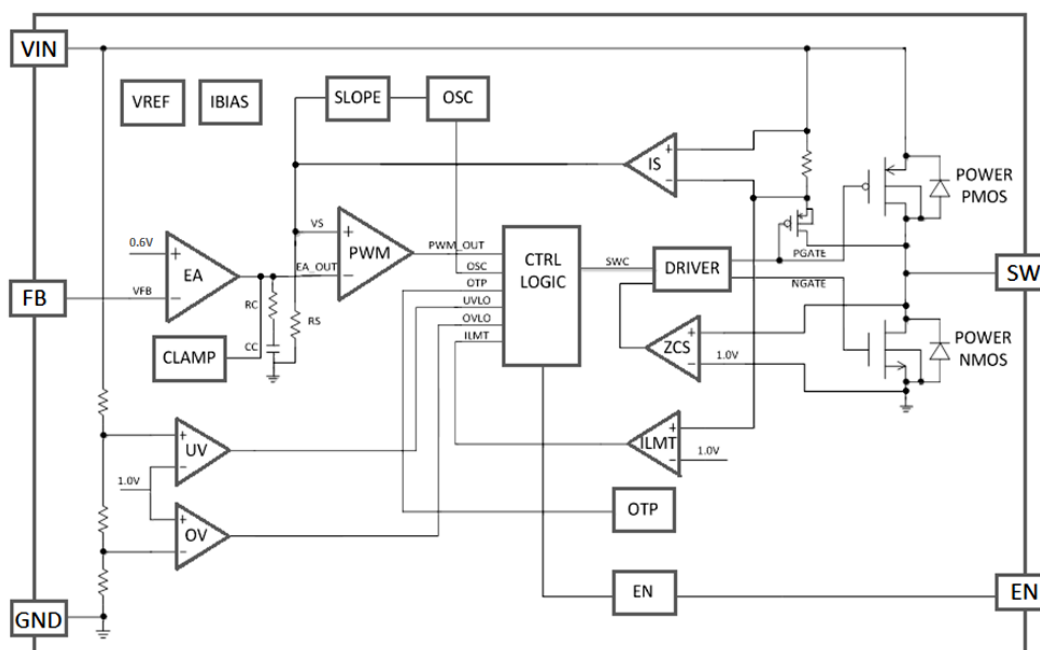 VIN
VREF
IBIAS
SLOPE
OSC
+
IS
−
POWER
PMOS
0.6V
+
EA
−
VFB
FB
VS
+
PWM
−
EA_OUT
RC
CC
RS
CLAMP
PWM_OUT
OSC
OTP
UVLO
OVLO
ILMT
CTRL
LOGIC
SWC
DRIVER
PGATE
NGATE
SW
+
ZCS
−
1.0V
POWER
NMOS
+
UV
−
1.0V
+
OV
−
+
ILMT
−
1.0V
OTP
EN
EN
GND